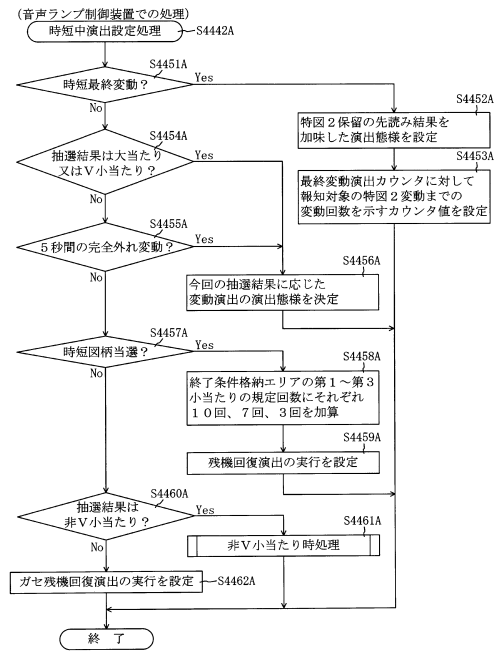 （音声ランプ制御装置での処理）
時短中演出設定処理
S4442A
S4451A
時短最終変動？
Yes
No
S4452A
特図２保留の先読み結果を
加味した演出態様を設定
S4453A
最終変動演出カウンタに対して
報知対象の特図２変動までの
変動回数を示すカウンタ値を設定
S4454A
抽選結果は大当たり
又はＶ小当たり？
Yes
No
S4455A
５秒間の完全外れ変動？
Yes
No
S4456A
今回の抽選結果に応じた
変動演出の演出態様を決定
S4457A
時短図柄当選？
Yes
No
S4458A
終了条件格納エリアの第１～第３
小当たりの規定回数にそれぞれ
１０回、７回、３回を加算
S4459A
残機回復演出の実行を設定
S4460A
抽選結果は
非Ｖ小当たり？
Yes
No
S4461A
非Ｖ小当たり時処理
ガセ残機回復演出の実行を設定
S4462A
終　了